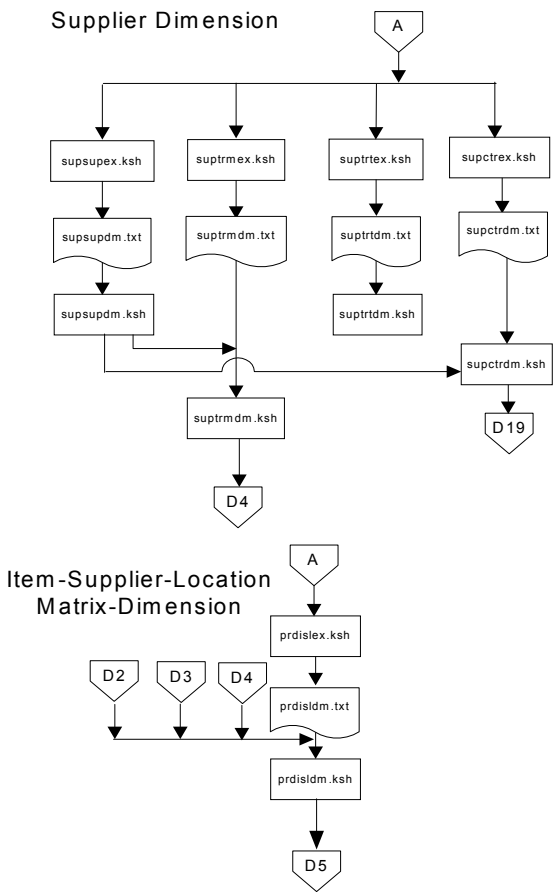 Supplier Dimension
A
supsupex.ksh
suptrmex.ksh
suptrtex.ksh
supctrex.ksh
supsupdm.txt
suptrmdm.txt
suptrtdm.txt
supctrdm.txt
supsupdm.ksh
suptrtdm.ksh
supctrdm.ksh
suptrmdm.ksh
D19
D4
Item-Supplier-Location
Matrix-Dimension
A
prdislex.ksh
D2
D3
D4
prdisldm.txt
prdisldm.ksh
D5